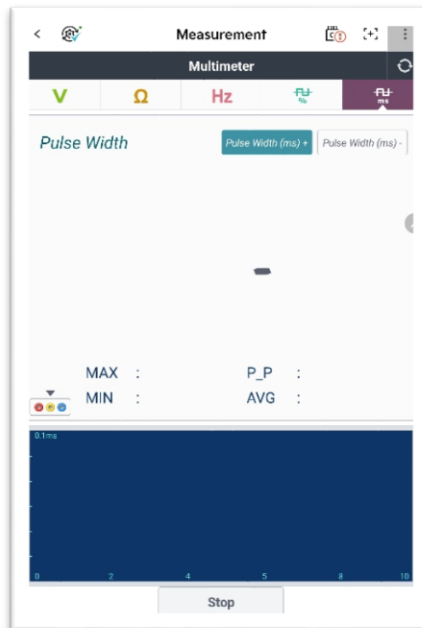 Measurement
Multimeter
V Ω Hz % ms
Pulse Width
Pulse Width (ms) +
Pulse Width (ms) -
-
MAX :
P_P :
MIN :
AVG :
0.1ms
0 2 4 5 8 10
Stop